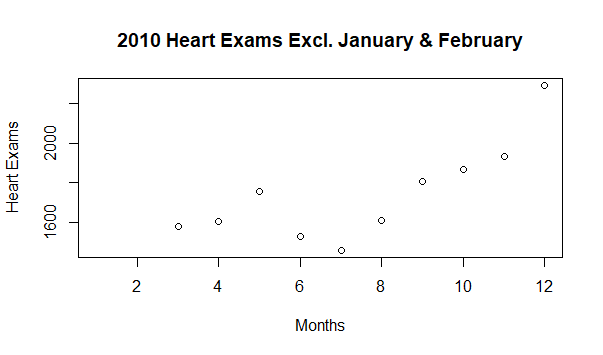 2010 Heart Exams Excl. January & February
Heart Exams
2000
1600
2 4 6 8 10 12
Months